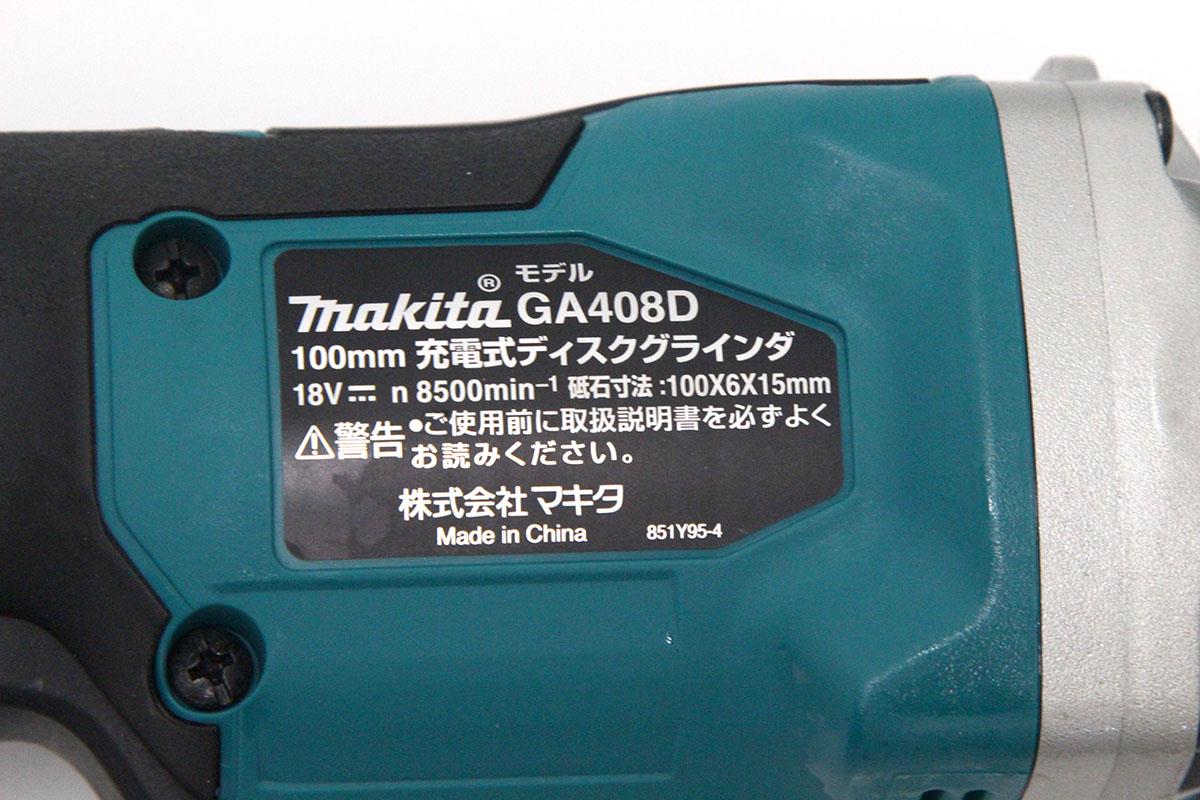 モデル
makita® GA408D
100mm 充電式ディスクグラインダ
18V⎓ n 8500min⁻¹ 砥石寸法:100X6X15mm
⚠警告 •ご使用前に取扱説明書を必ずよく
お読みください。
株式会社マキタ
Made in China 851Y95-4